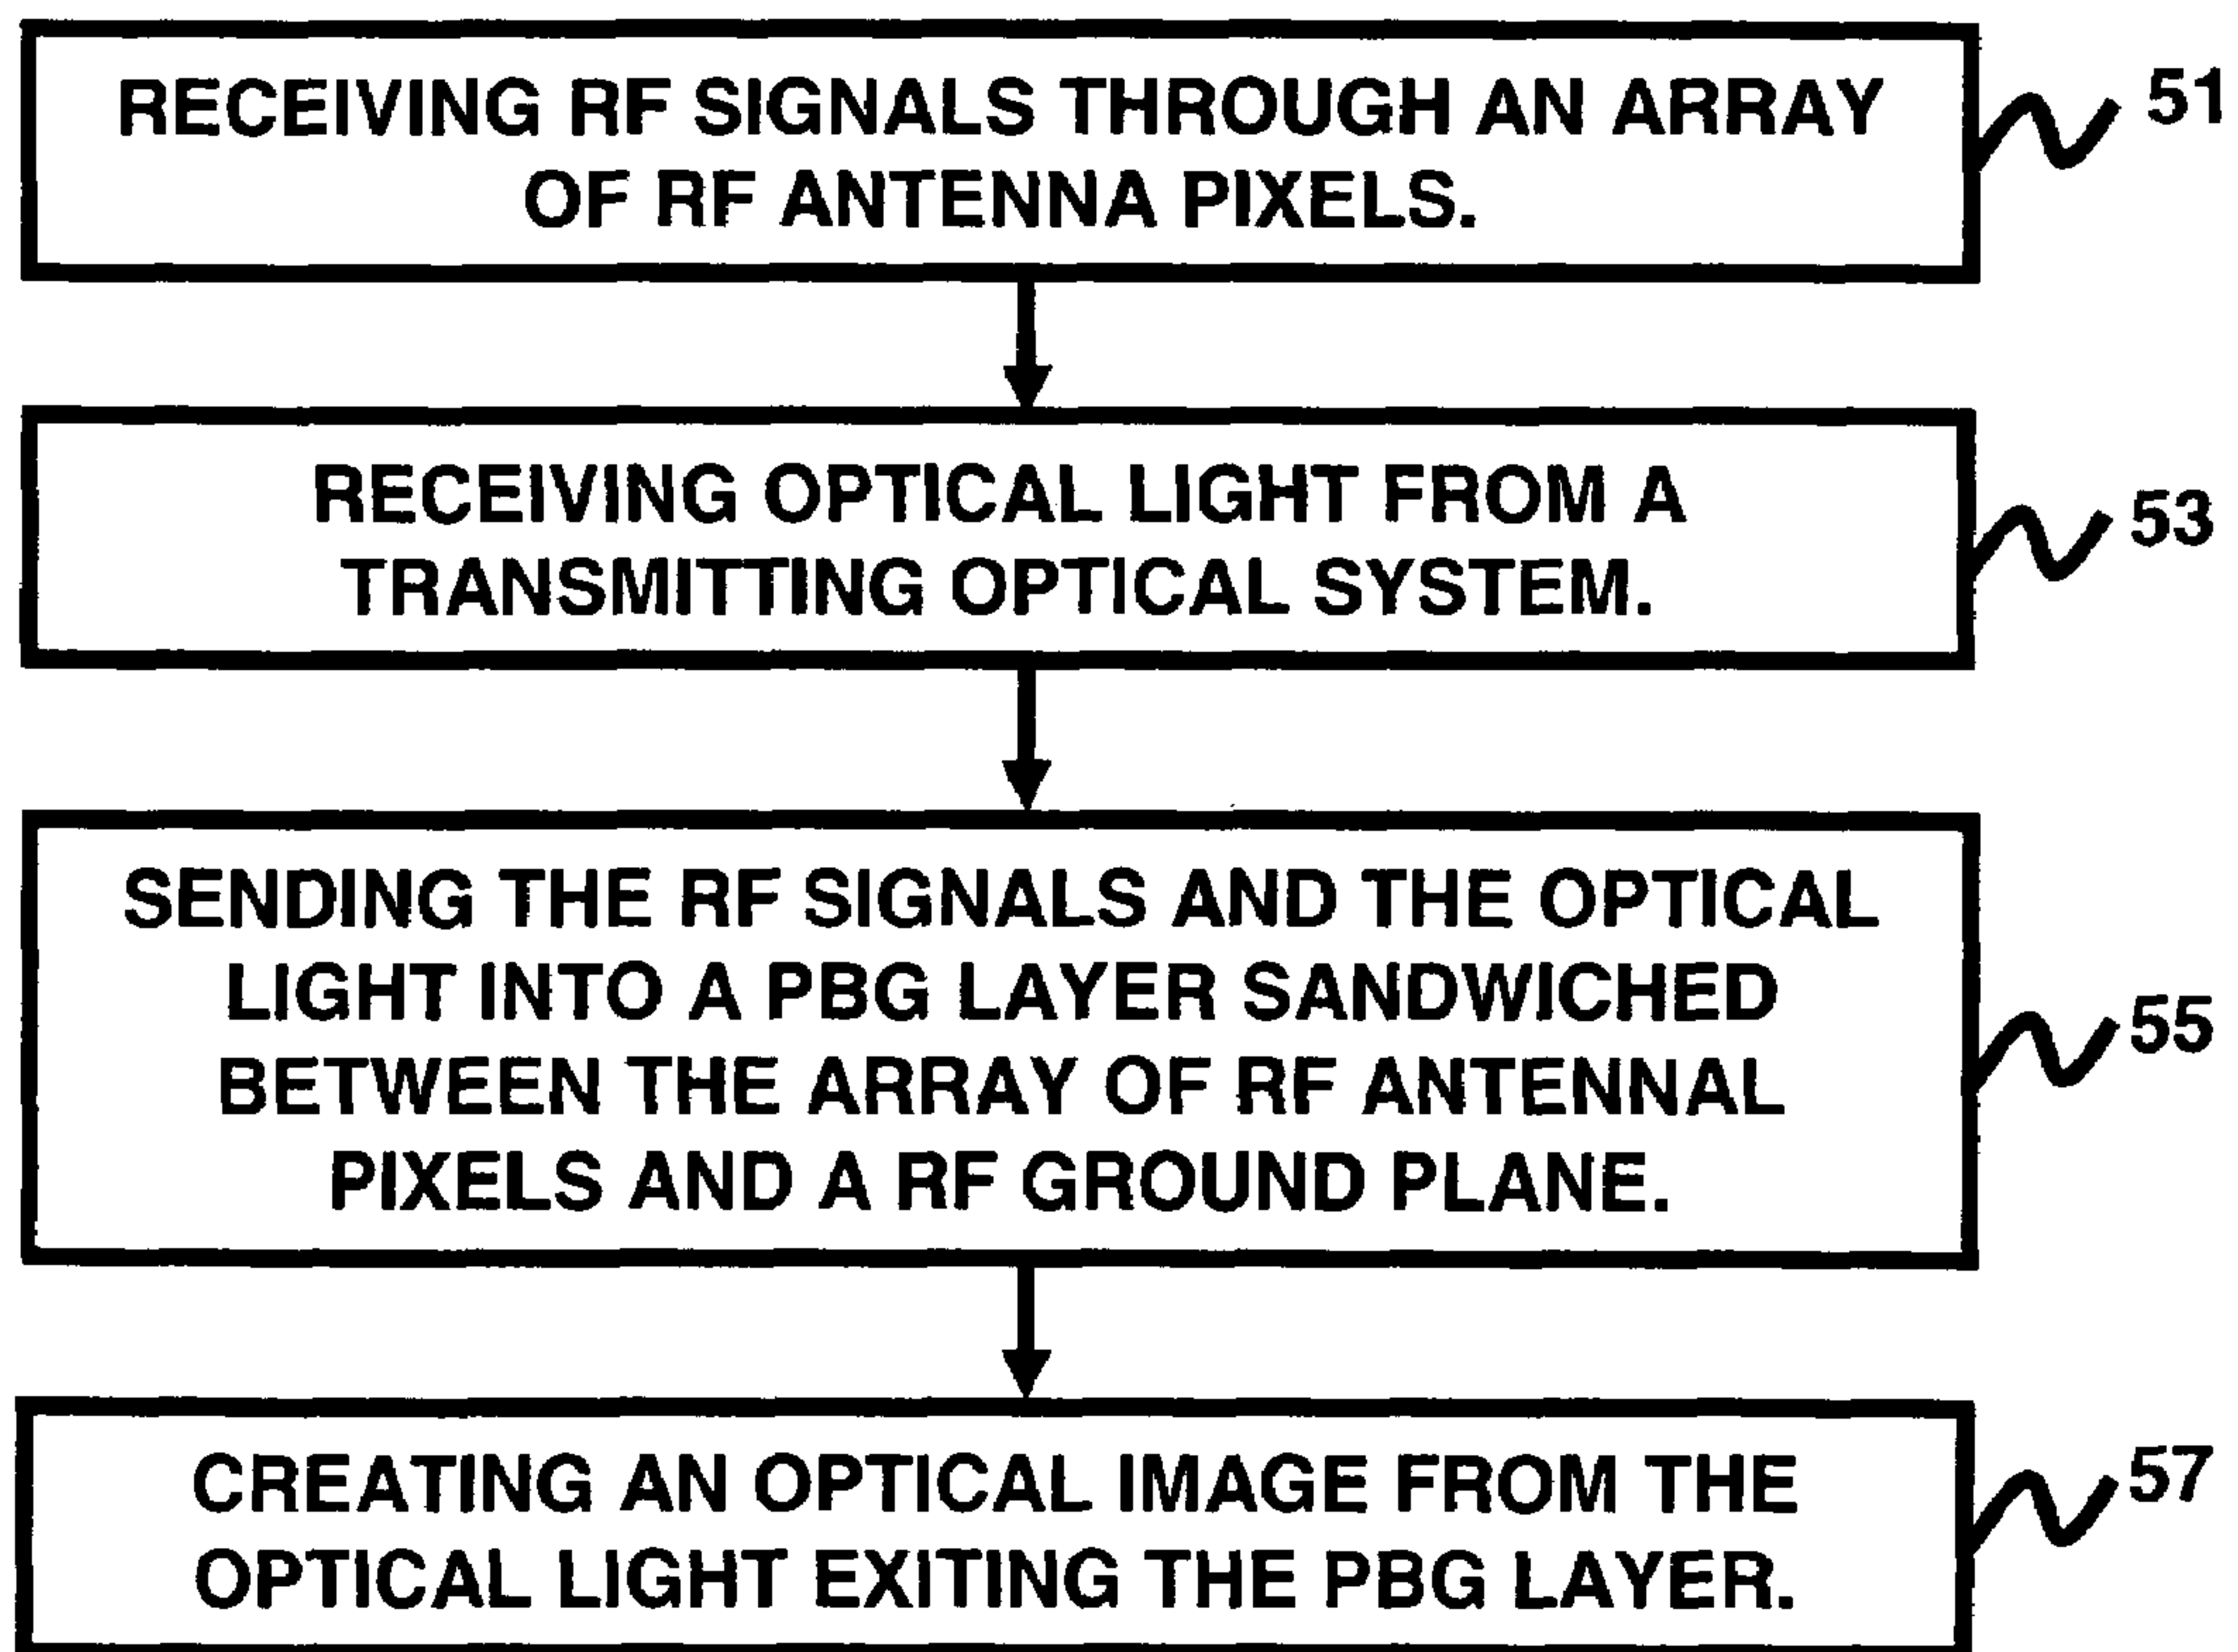 RECEIVING RF SIGNALS THROUGH AN ARRAY
OF RF ANTENNA PIXELS.
51
RECEIVING OPTICAL LIGHT FROM A
TRANSMITTING OPTICAL SYSTEM.
53
SENDING THE RF SIGNALS AND THE OPTICAL
LIGHT INTO A PBG LAYER SANDWICHED
BETWEEN THE ARRAY OF RF ANTENNAL
PIXELS AND A RF GROUND PLANE.
55
CREATING AN OPTICAL IMAGE FROM THE
OPTICAL LIGHT EXITING THE PBG LAYER.
57